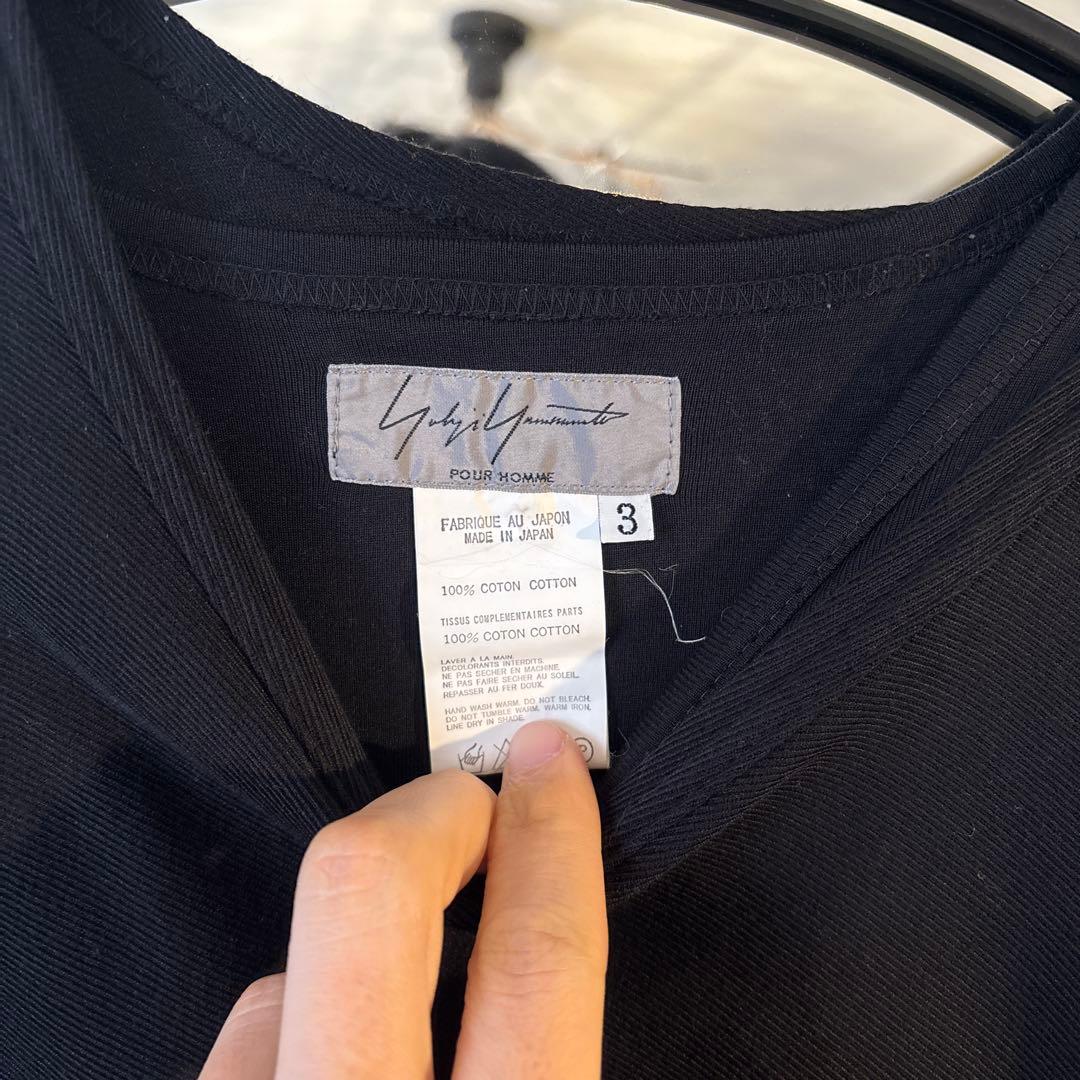 Yohji Yamamoto
POUR HOMME
3
FABRIQUE AU JAPON
MADE IN JAPAN
100% COTON COTTON
TISSUS COMPLEMENTAIRES PARTS
100% COTON COTTON
LAVER A LA MAIN.
DECOLORANTS INTERDITS.
NE PAS SECHER EN MACHINE
NE PAS FAIRE SECHER AU SOLEIL.
REPASSER AU FER DOUX.
HAND WASH WARM. DO NOT BLEACH.
DO NOT TUMBLE WARM. WARM IRON.
LINE DRY IN SHADE.